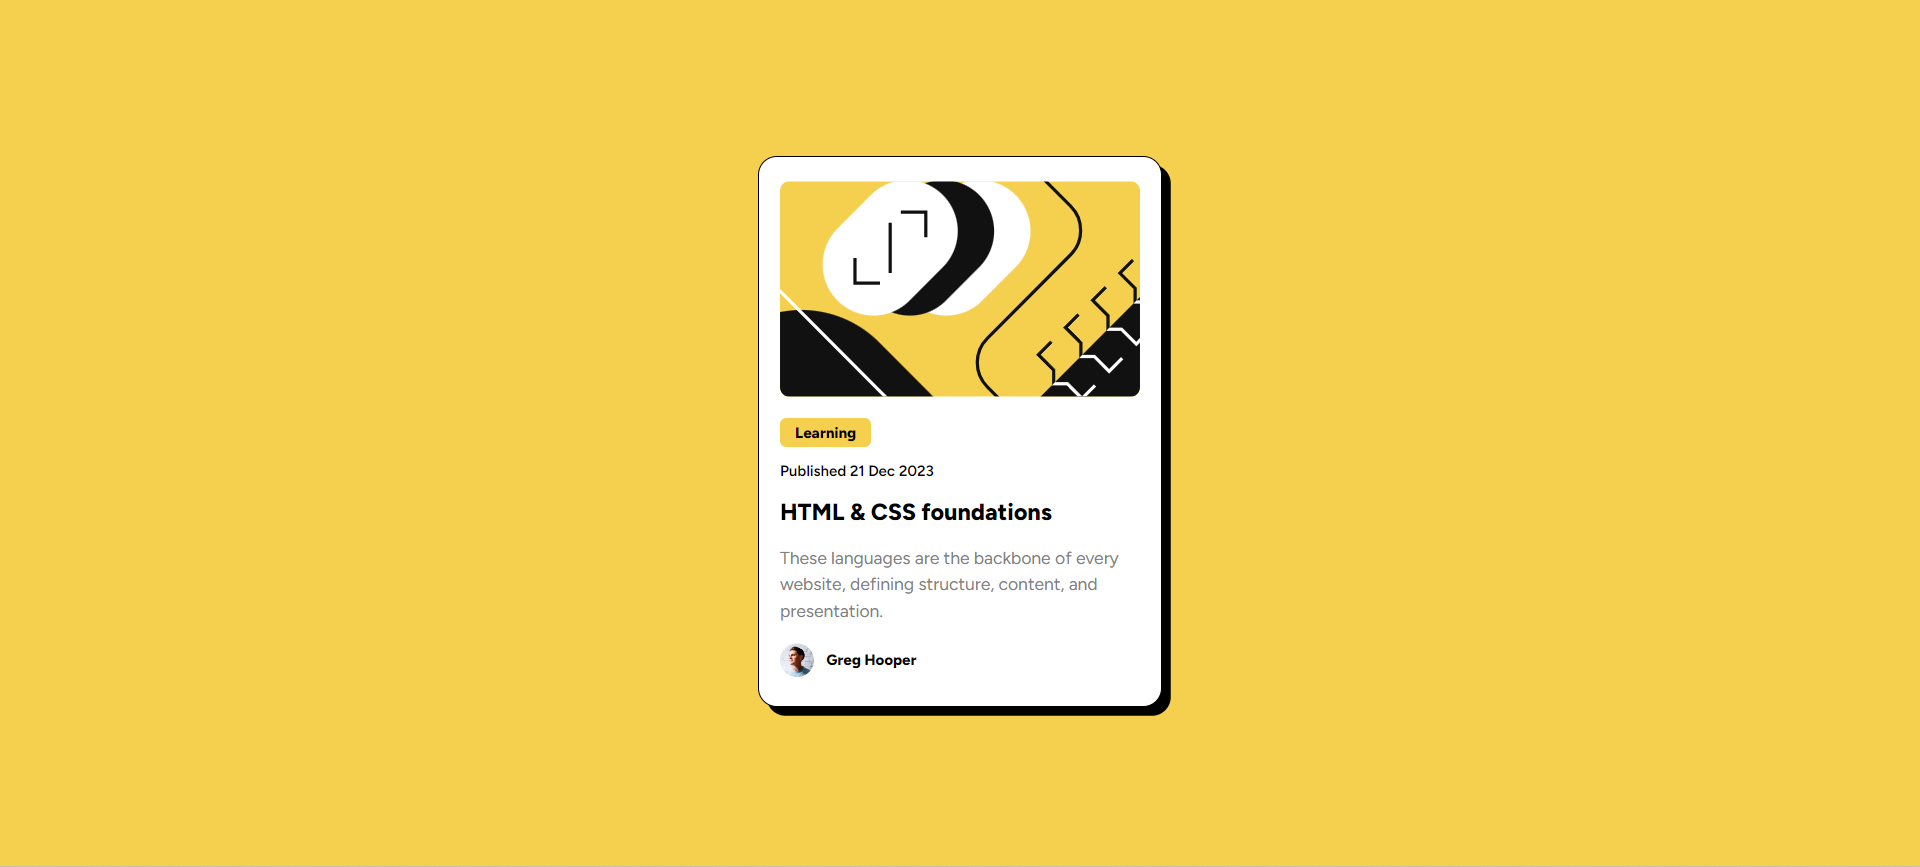 Learning
Published 21 Dec 2023
HTML & CSS foundations
These languages are the backbone of every
website, defining structure, content, and
presentation.
Greg Hooper